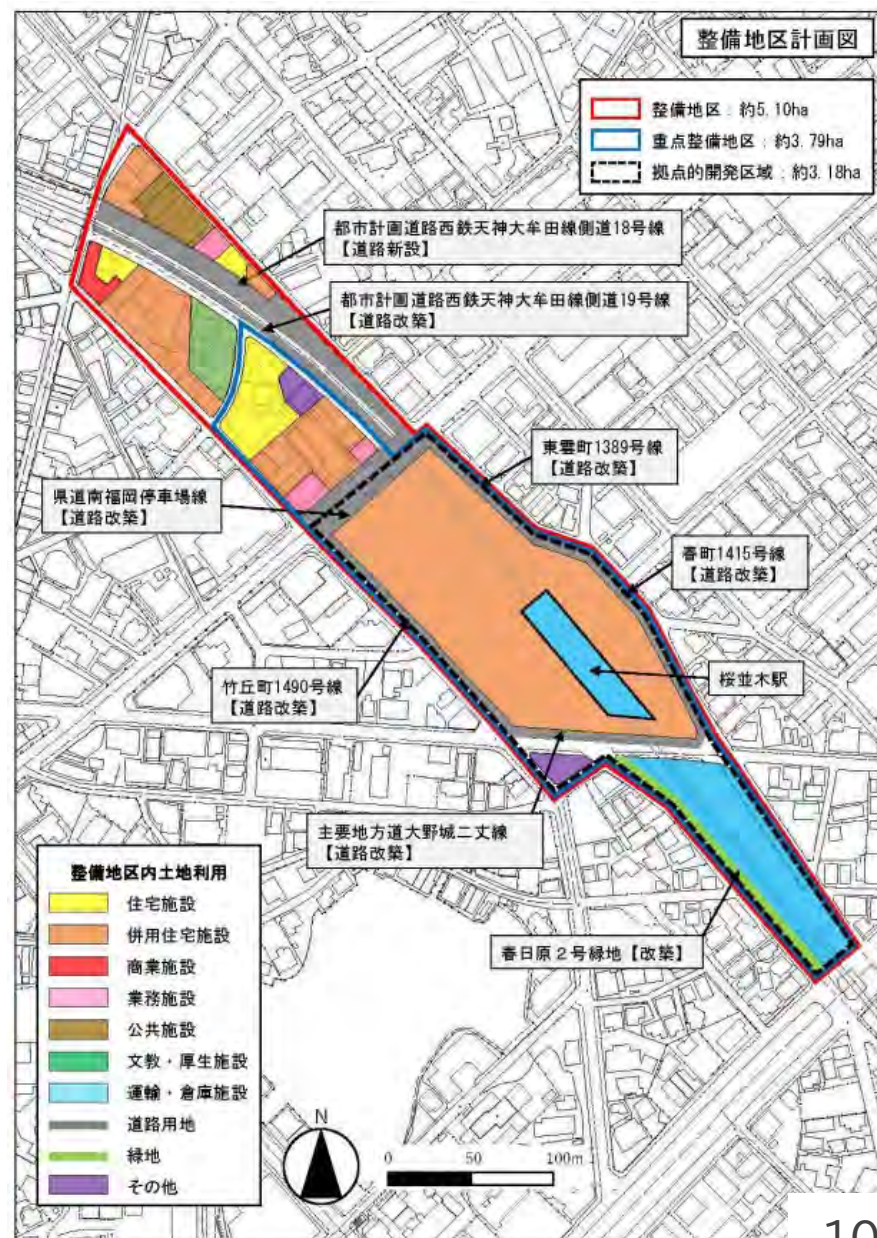 整備地区計画図
整備地区：約5.10ha
重点整備地区：約3.79ha
拠点的開発区域：約3.18ha
都市計画道路西鉄天神大牟田線側道18号線
【道路新設】
都市計画道路西鉄天神大牟田線側道19号線
【道路改築】
東雲町1389号線
【道路改築】
県道南福岡停車場線
【道路改築】
春町1415号線
【道路改築】
桜並木駅
竹丘町1490号線
【道路改築】
主要地方道大野城二丈線
【道路改築】
春日原２号緑地【改築】
整備地区内土地利用
住宅施設
併用住宅施設
商業施設
業務施設
公共施設
文教・厚生施設
運輸・倉庫施設
道路用地
緑地
その他
N
0 50 100m
10